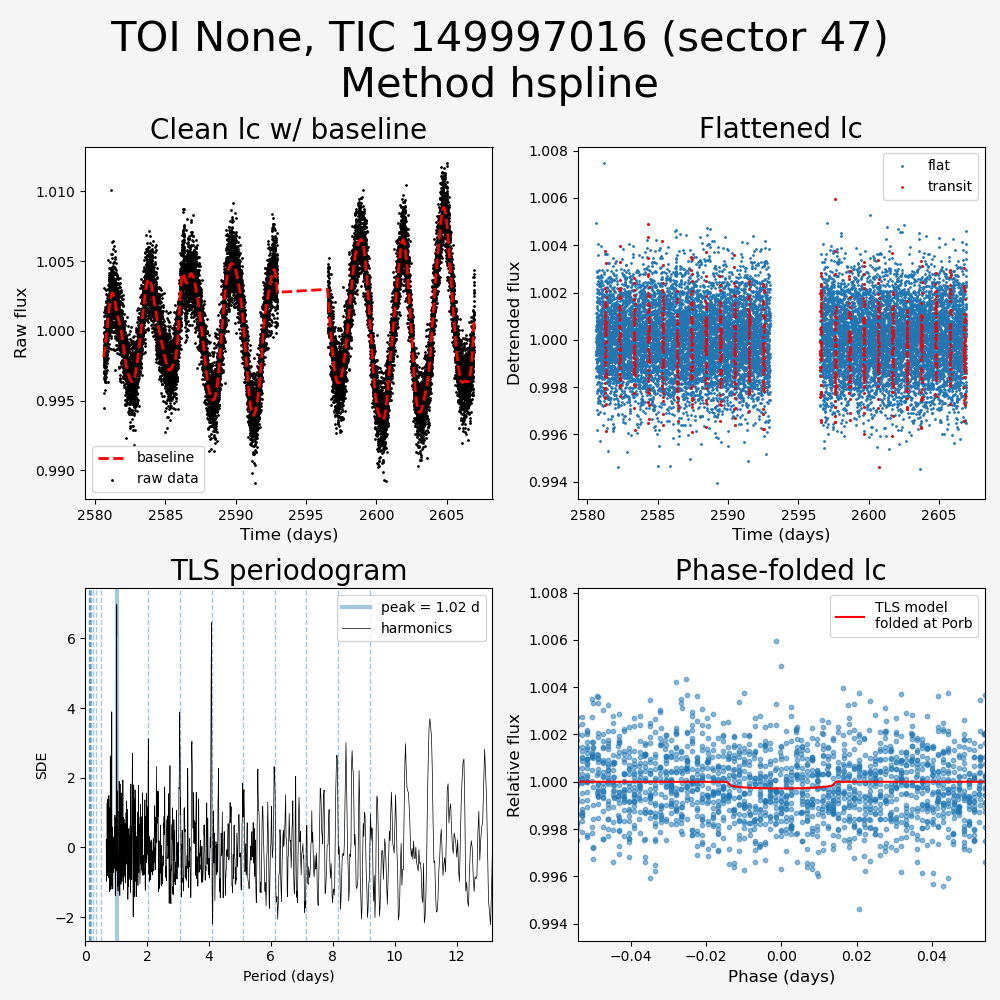 TOI None, TIC 149997016 (sector 47)
Method hspline
Clean lc w/ baseline
Raw flux
1.010
1.005
1.000
0.995
0.990
baseline
raw data
2580
2585
2590
2595
2600
2605
Time (days)
Flattened lc
Detrended flux
1.008
1.006
1.004
1.002
1.000
0.998
0.996
0.994
flat
transit
2580
2585
2590
2595
2600
2605
Time (days)
TLS periodogram
SDE
6
4
2
0
−2
peak = 1.02 d
harmonics
0
2
4
6
8
10
12
Period (days)
Phase-folded lc
Relative flux
1.008
1.006
1.004
1.002
1.000
0.998
0.996
0.994
TLS model
folded at Porb
−0.04
−0.02
0.00
0.02
0.04
Phase (days)